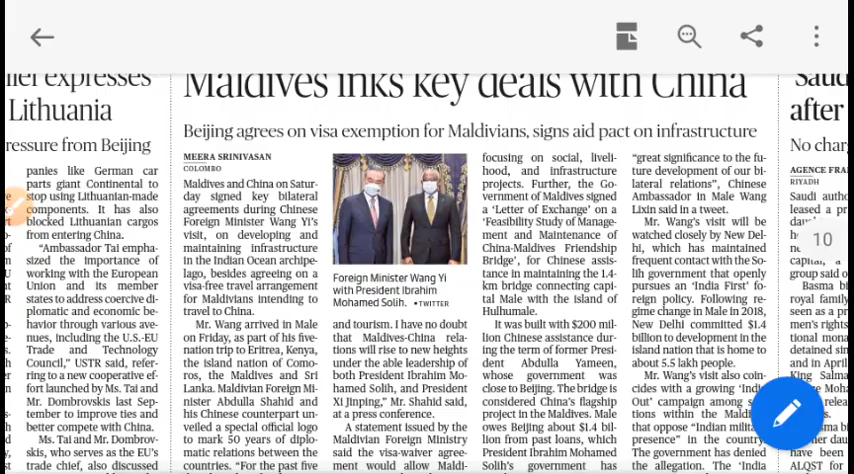 ressure from Beijing
Lithuania
panies like German car
parts giant Continental to
stop using Lithuanian-made
components. It has also
blocked Lithuanian cargos
from entering China.
“Ambassador Tai empha-
sized the importance of
working with the European
Union and its member
states to address coercive di-
plomatic and economic be-
haviour through various ave-
nues, including the U.S.-EU
Trade and Technology
Council,” USTR said, refer-
ring to a new cooperative ef-
fort launched by Ms. Tai and
Mr. Dombrovskis last Sep-
tember to improve ties and
better compete with China.
Ms. Tai and Mr. Dombrov-
skis, who serves as the EU's
trade chief, also discussed
Maldives inks key deals with China
Beijing agrees on visa exemption for Maldivians, signs aid pact on infrastructure
MEERA SRINIVASAN
COLOMBO
Maldives and China on Satur-
day signed key bilateral
agreements during Chinese
Foreign Minister Wang Yi's
visit, on developing and
maintaining infrastructure
in the Indian Ocean archipe-
lago, besides agreeing on a
visa-free travel arrangement
for Maldivians intending to
travel to China.
Mr. Wang arrived in Male
on Friday, as part of his five-
nation trip to Eritrea, Kenya,
the island nation of Como-
ros, the Maldives and Sri
Lanka. Maldivian Foreign Mi-
nister Abdulla Shahid and
his Chinese counterpart un-
veiled a special official logo
to mark 50 years of diplo-
matic relations between the
countries. “For the past five
Foreign Minister Wang Yi
with President Ibrahim
Mohamed Solih. •TWITTER
and tourism. I have no doubt
that Maldives-China rela-
tions will rise to new heights
under the able leadership of
both President Ibrahim Mo-
hamed Solih, and President
Xi Jinping,” Mr. Shahid said,
at a press conference.
A statement issued by the
Maldivian Foreign Ministry
said the visa-waiver agree-
ment would allow Maldi-
focusing on social, liveli-
hood, and infrastructure
projects. Further, the Go-
vernment of Maldives signed
a ‘Letter of Exchange’ on a
‘Feasibility Study of Manage-
ment and Maintenance of
China-Maldives Friendship
Bridge’, for Chinese assis-
tance in maintaining the 1.4-
km bridge connecting capi-
tal Male with the island of
Hulhumale.
It was built with $200 mil-
lion Chinese assistance dur-
ing the term of former Presi-
dent Abdulla Yameen,
whose government was
close to Beijing. The bridge is
considered China's flagship
project in the Maldives. Male
owes Beijing about $1.4 bil-
lion from past loans, which
President Ibrahim Mohamed
Solih's government has
“great significance to the fu-
ture development of our bi-
lateral relations”, Chinese
Ambassador in Male Wang
Lixin said in a tweet.
Mr. Wang's visit will be
watched closely by New Del-
hi, which has maintained
frequent contact with the So-
lih government that openly
pursues an ‘India First’ fo-
reign policy. Following re-
gime change in Male in 2018,
New Delhi committed $1.4
billion to development in the
island nation that is home to
about 5.5 lakh people.
Mr. Wang's visit also coin-
cides with a growing
Out’ campaign among
tions within the
that oppose “Indian
presence” in the
The government has denied
the allegation. The ‘India
Saud
after
No char
AGENCE FRA
RIYADH
Saudi autho
leased a pr
10
capital, a
group said o
Basma bi
royal family
seen as a pr
men's rights
tional mona
detained sin
and in April
King Salma